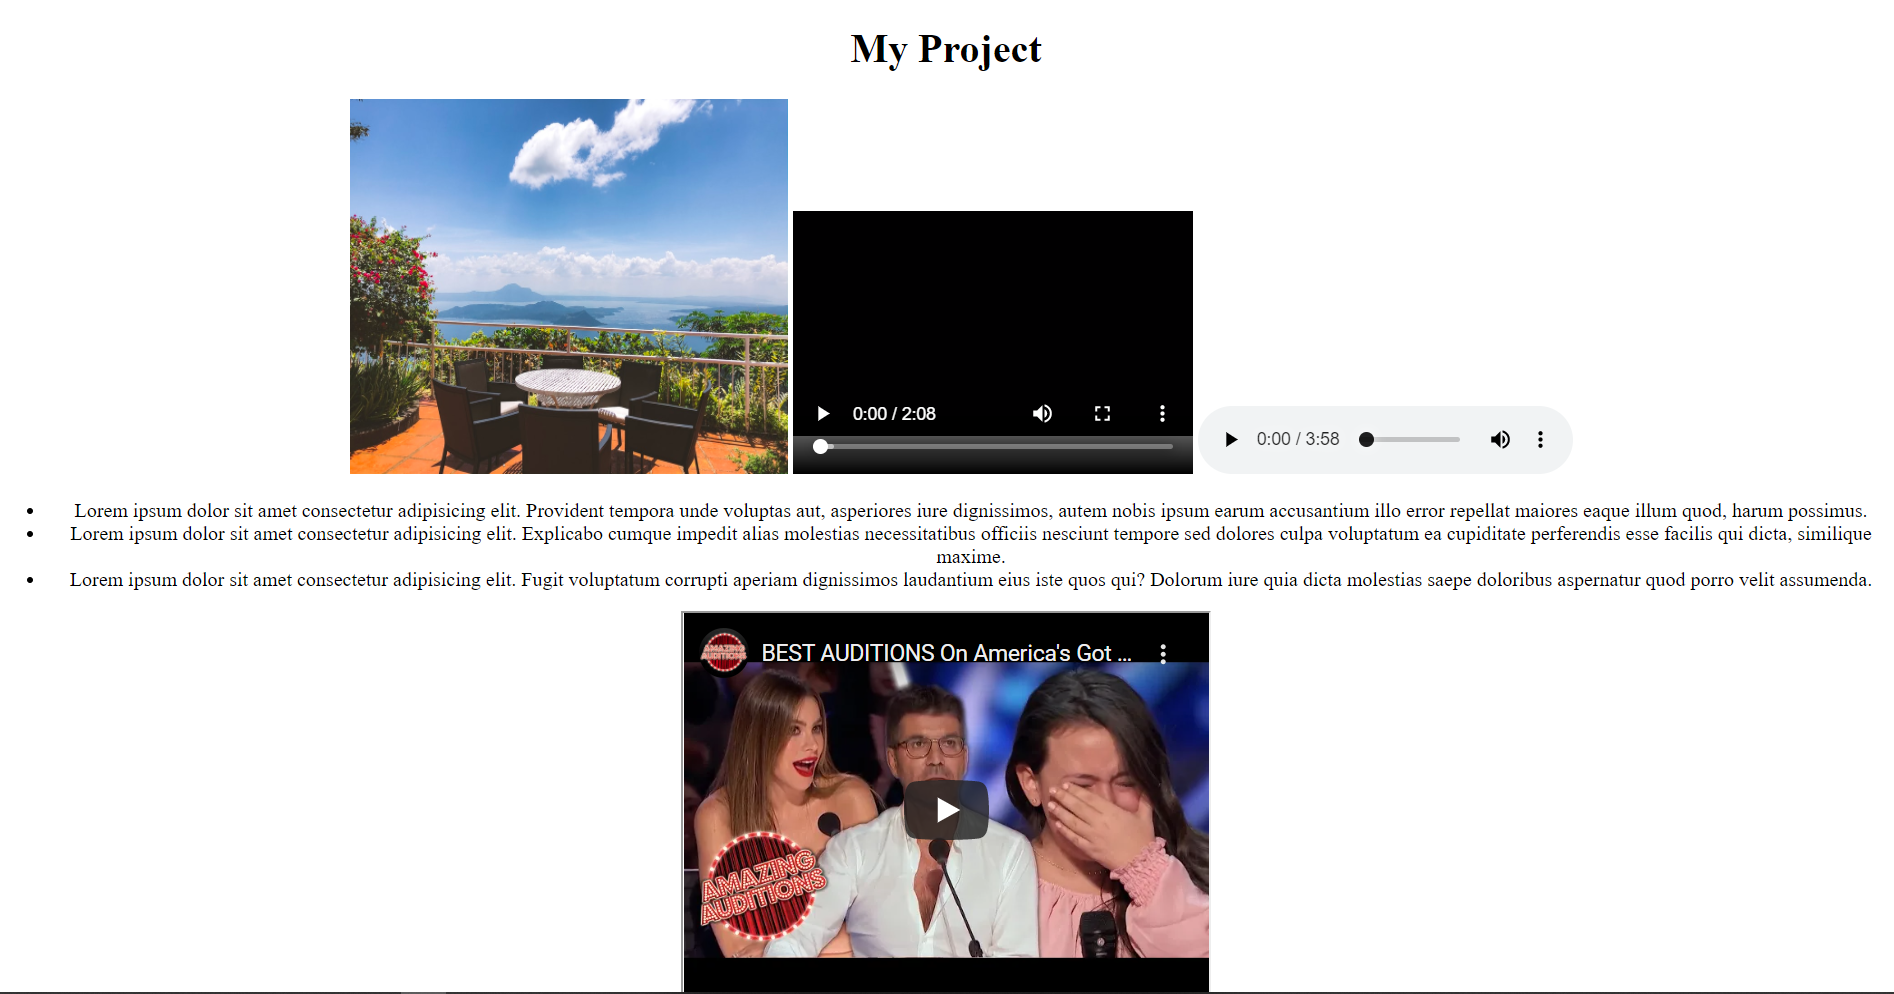 My Project
0:00 / 2:08
0:00 / 3:58
Lorem ipsum dolor sit amet consectetur adipisicing elit. Provident tempora unde voluptas aut, asperiores iure dignissimos, autem nobis ipsum earum accusantium illo error repellat maiores eaque illum quod, harum possimus.
Lorem ipsum dolor sit amet consectetur adipisicing elit. Explicabo cumque impedit alias molestias necessitatibus officiis nesciunt tempore sed dolores culpa voluptatum ea cupiditate perferendis esse facilis qui dicta, similique
maxime.
Lorem ipsum dolor sit amet consectetur adipisicing elit. Fugit voluptatum corrupti aperiam dignissimos laudantium eius iste quos qui? Dolorum iure quia dicta molestias saepe doloribus aspernatur quod porro velit assumenda.
AMAZING
AUDITIONS
BEST AUDITIONS On America's Got ...
AMAZING
AUDITIONS